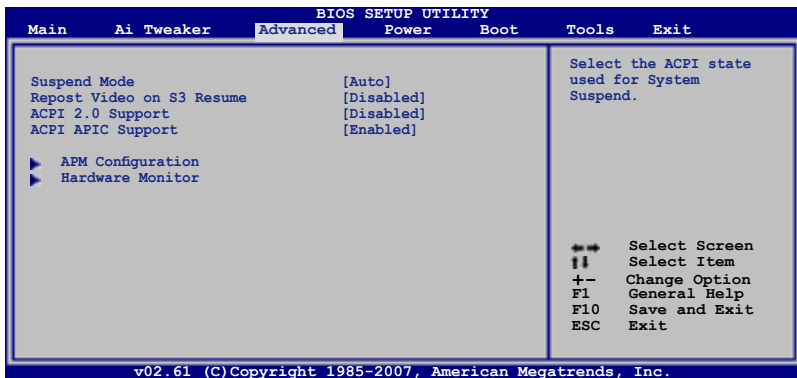 BIOS SETUP UTILITY
Main Ai Tweaker Advanced Power Boot Tools Exit
Suspend Mode [Auto]
Repost Video on S3 Resume [Disabled]
ACPI 2.0 Support [Disabled]
ACPI APIC Support [Enabled]
APM Configuration
Hardware Monitor
Select the ACPI state
used for System
Suspend.
Select Screen
Select Item
+- Change Option
F1 General Help
F10 Save and Exit
ESC Exit
v02.61 (C)Copyright 1985-2007, American Megatrends, Inc.